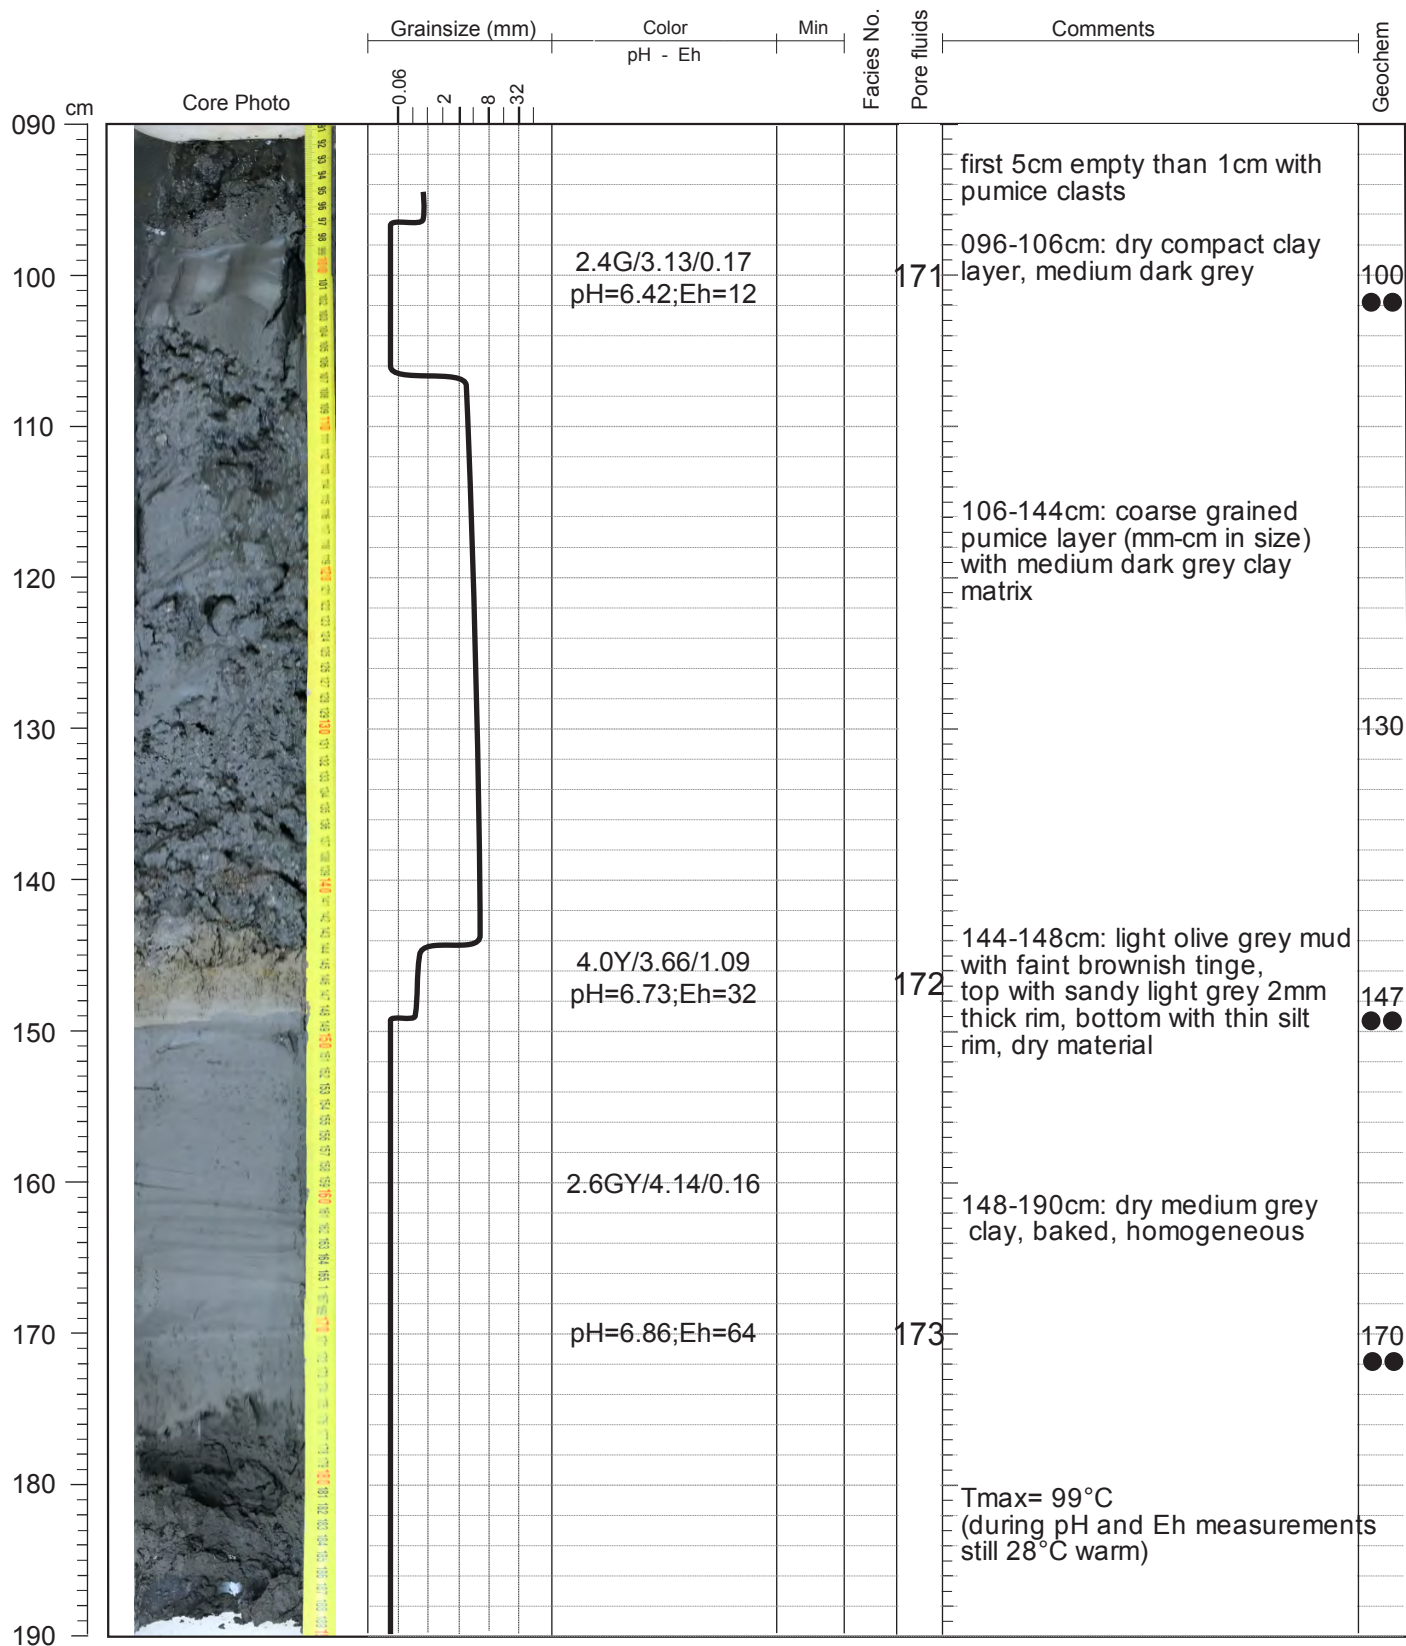 Grainsize (mm)
Color
Min
Facies No.
Pore fluids
Comments
Geochem
pH - Eh
cm
Core Photo
0.06
2
8
32
090
first 5cm empty than 1cm with
pumice clasts
096-106cm: dry compact clay
layer, medium dark grey
2.4G/3.13/0.17
pH=6.42;Eh=12
100
171
100
110
106-144cm: coarse grained
pumice layer (mm-cm in size)
with medium dark grey clay
matrix
120
130
130
140
144-148cm: light olive grey mud
with faint brownish tinge,
top with sandy light grey 2mm
thick rim, bottom with thin silt
rim, dry material
4.0Y/3.66/1.09
pH=6.73;Eh=32
172
147
150
2.6GY/4.14/0.16
160
148-190cm: dry medium grey
clay, baked, homogeneous
170
pH=6.86;Eh=64
173
170
180
Tmax= 99°C
(during pH and Eh measurements
still 28°C warm)
190